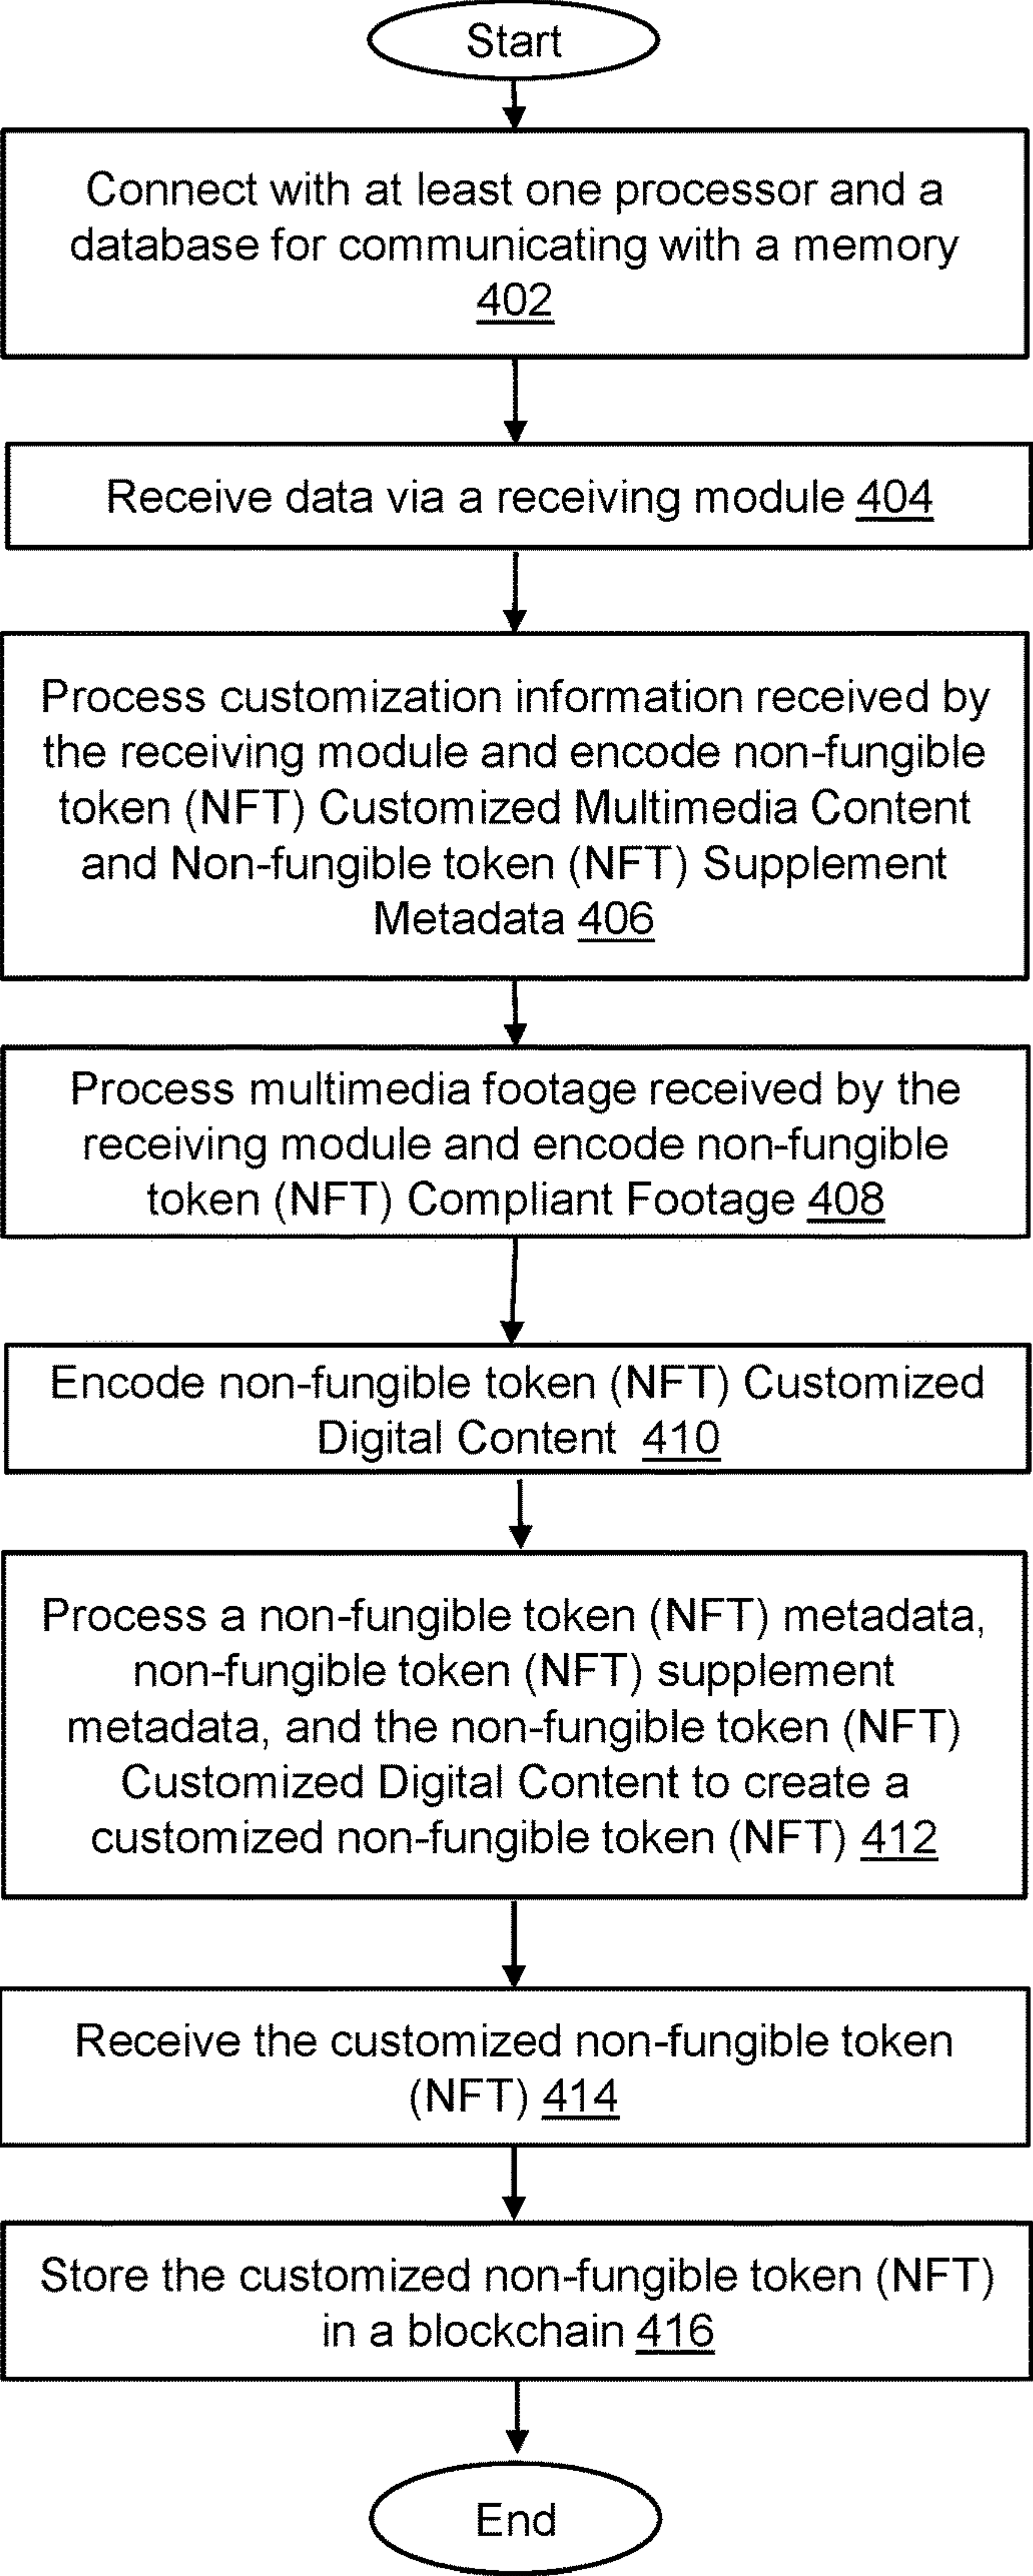 Start
Connect with at least one processor and a
database for communicating with a memory
402
Receive data via a receiving module 404
Process customization information received by
the receiving module and encode non-fungible
token (NFT) Customized Multimedia Content
and Non-fungible token (NFT) Supplement
Metadata 406
Process multimedia footage received by the
receiving module and encode non-fungible
token (NFT) Compliant Footage 408
Encode non-fungible token (NFT) Customized
Digital Content 410
Process a non-fungible token (NFT) metadata,
non-fungible token (NFT) supplement
metadata, and the non-fungible token (NFT)
Customized Digital Content to create a
customized non-fungible token (NFT) 412
Receive the customized non-fungible token
(NFT) 414
Store the customized non-fungible token (NFT)
in a blockchain 416
End